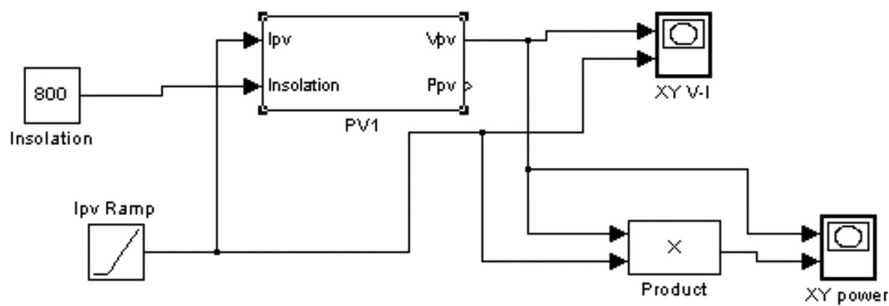 Ipv
Vpv
Insolation
Ppv
PV1
800
Insolation
XY V-I
Ipv Ramp
X
Product
XY power